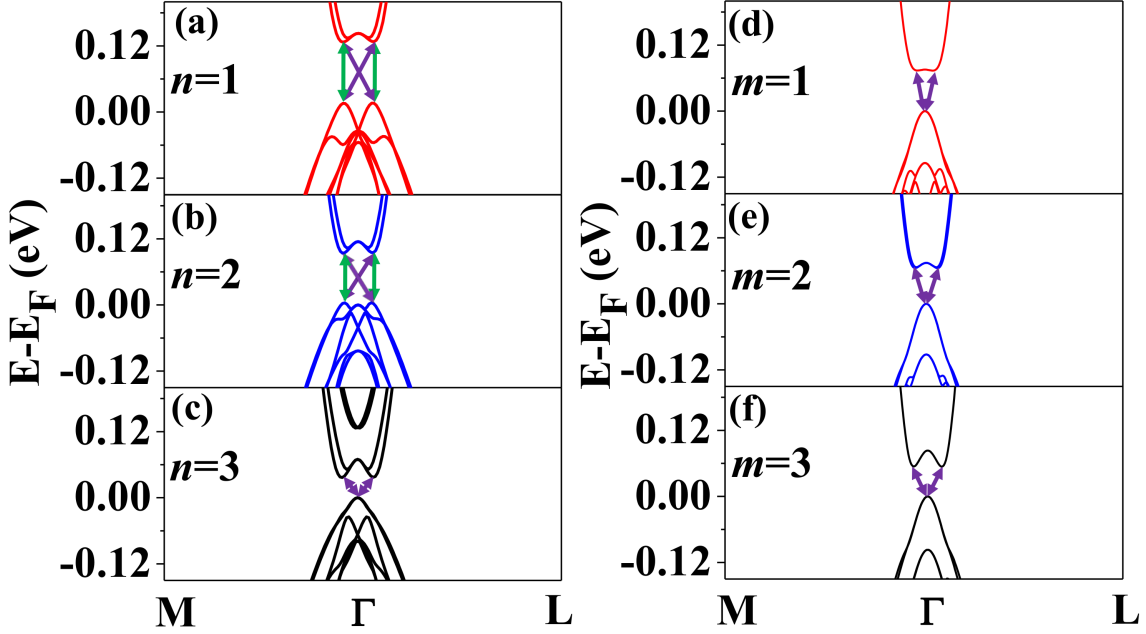 (a)
n=1
0.12
0.00
-0.12
(b)
n=2
0.12
0.00
-0.12
(c)
n=3
0.12
0.00
-0.12
E-EF (eV)
M Γ L
(d)
m=1
0.12
0.00
-0.12
(e)
m=2
0.12
0.00
-0.12
(f)
m=3
0.12
0.00
-0.12
E-EF (eV)
M Γ L